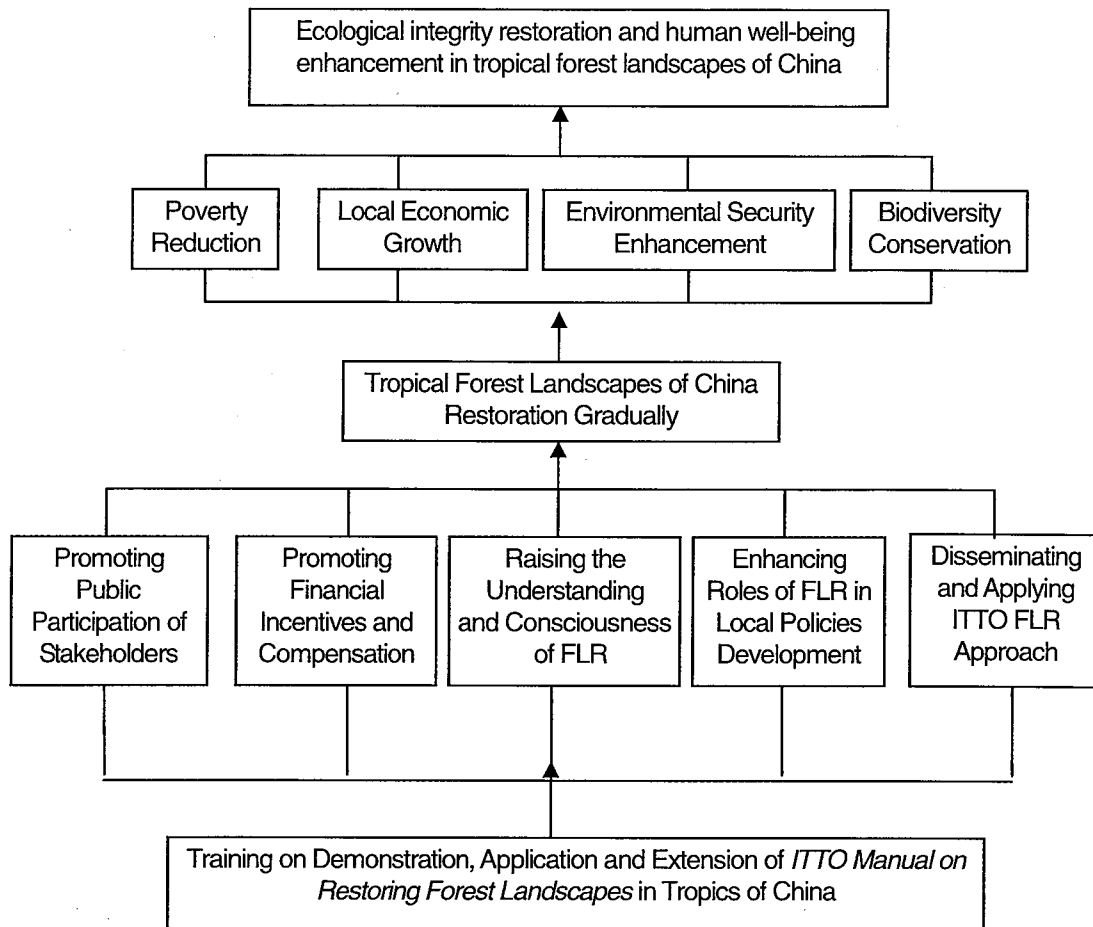 Ecological integrity restoration and human well-being
enhancement in tropical forest landscapes of China
Poverty
Reduction
Local Economic
Growth
Environmental Security
Enhancement
Biodiversity
Conservation
Tropical Forest Landscapes of China
Restoration Gradually
Promoting
Public
Participation of
Stakeholders
Promoting
Financial
Incentives and
Compensation
Raising the
Understanding
and Consciousness
of FLR
Enhancing
Roles of FLR in
Local Policies
Development
Disseminating
and Applying
ITTO FLR
Approach
Training on Demonstration, Application and Extension of ITTO Manual on
Restoring Forest Landscapes in Tropics of China